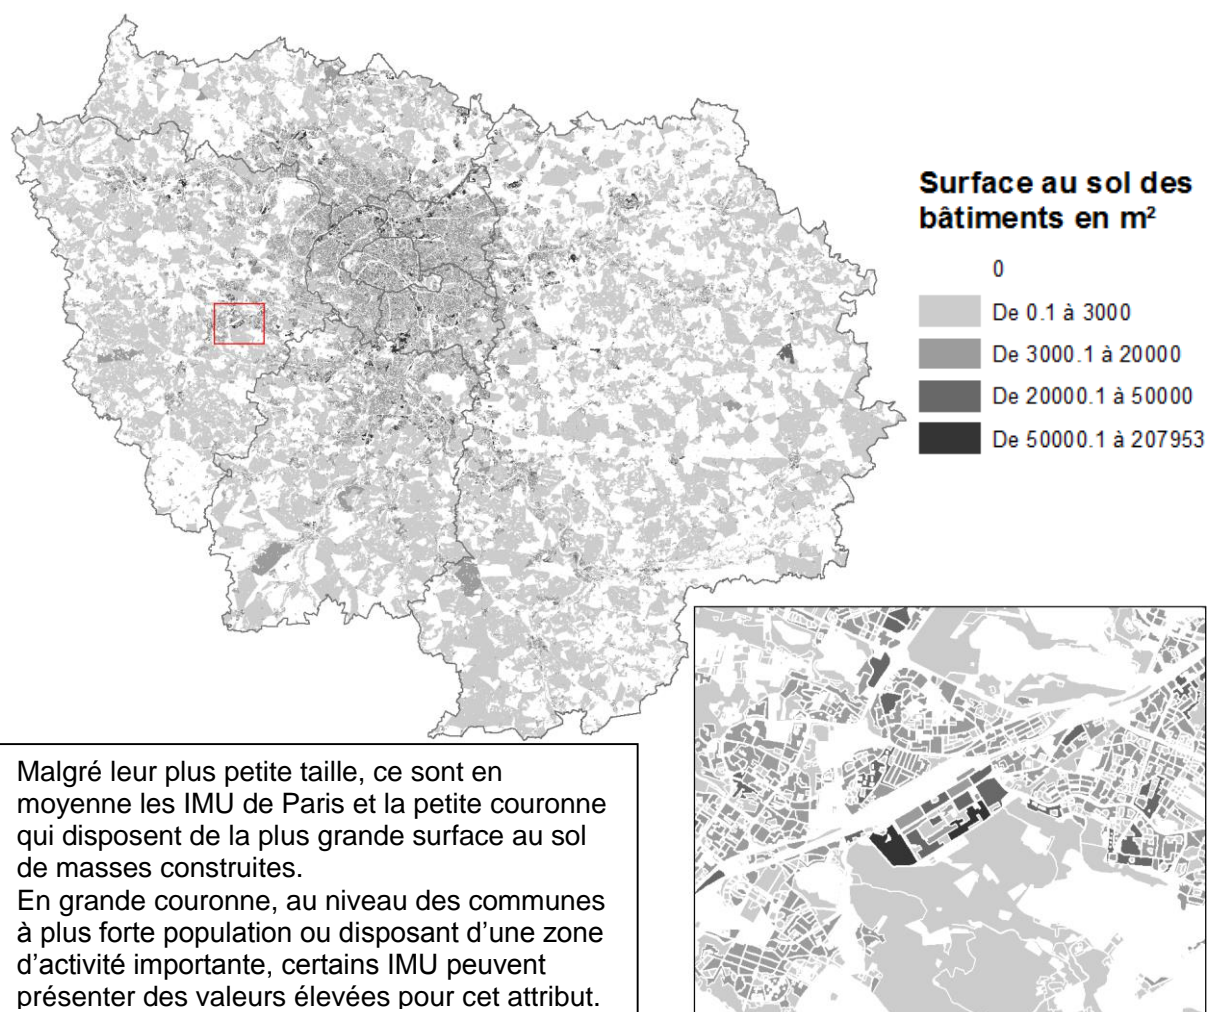 Surface au sol des
bâtiments en m²
0
De 0.1 à 3000
De 3000.1 à 20000
De 20000.1 à 50000
De 50000.1 à 207953
Malgré leur plus petite taille, ce sont en
moyenne les IMU de Paris et la petite couronne
qui disposent de la plus grande surface au sol
de masses construites.
En grande couronne, au niveau des communes
à plus forte population ou disposant d’une zone
d’activité importante, certains IMU peuvent
présenter des valeurs élevées pour cet attribut.